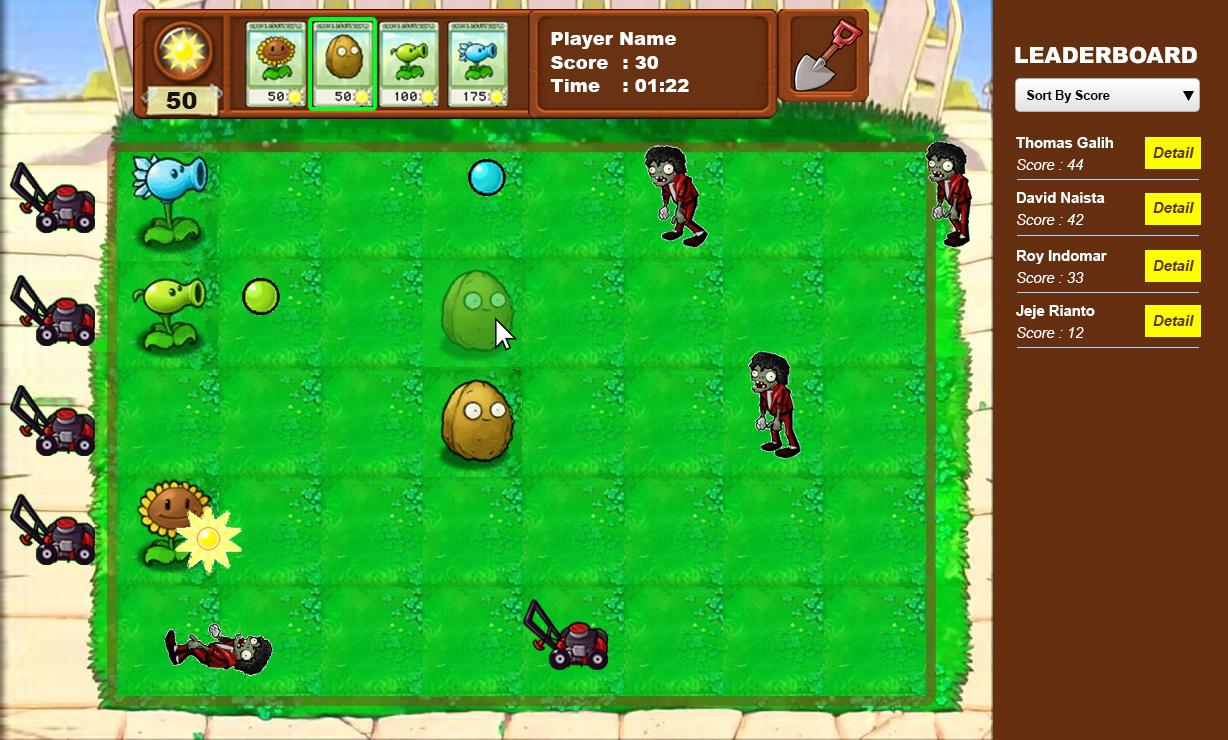 50
50
50
100
175
Player Name
Score : 30
Time : 01:22
LEADERBOARD
Sort By Score
Thomas Galih
Score : 44
Detail
David Naista
Score : 42
Detail
Roy Indomar
Score : 33
Detail
Jeje Rianto
Score : 12
Detail